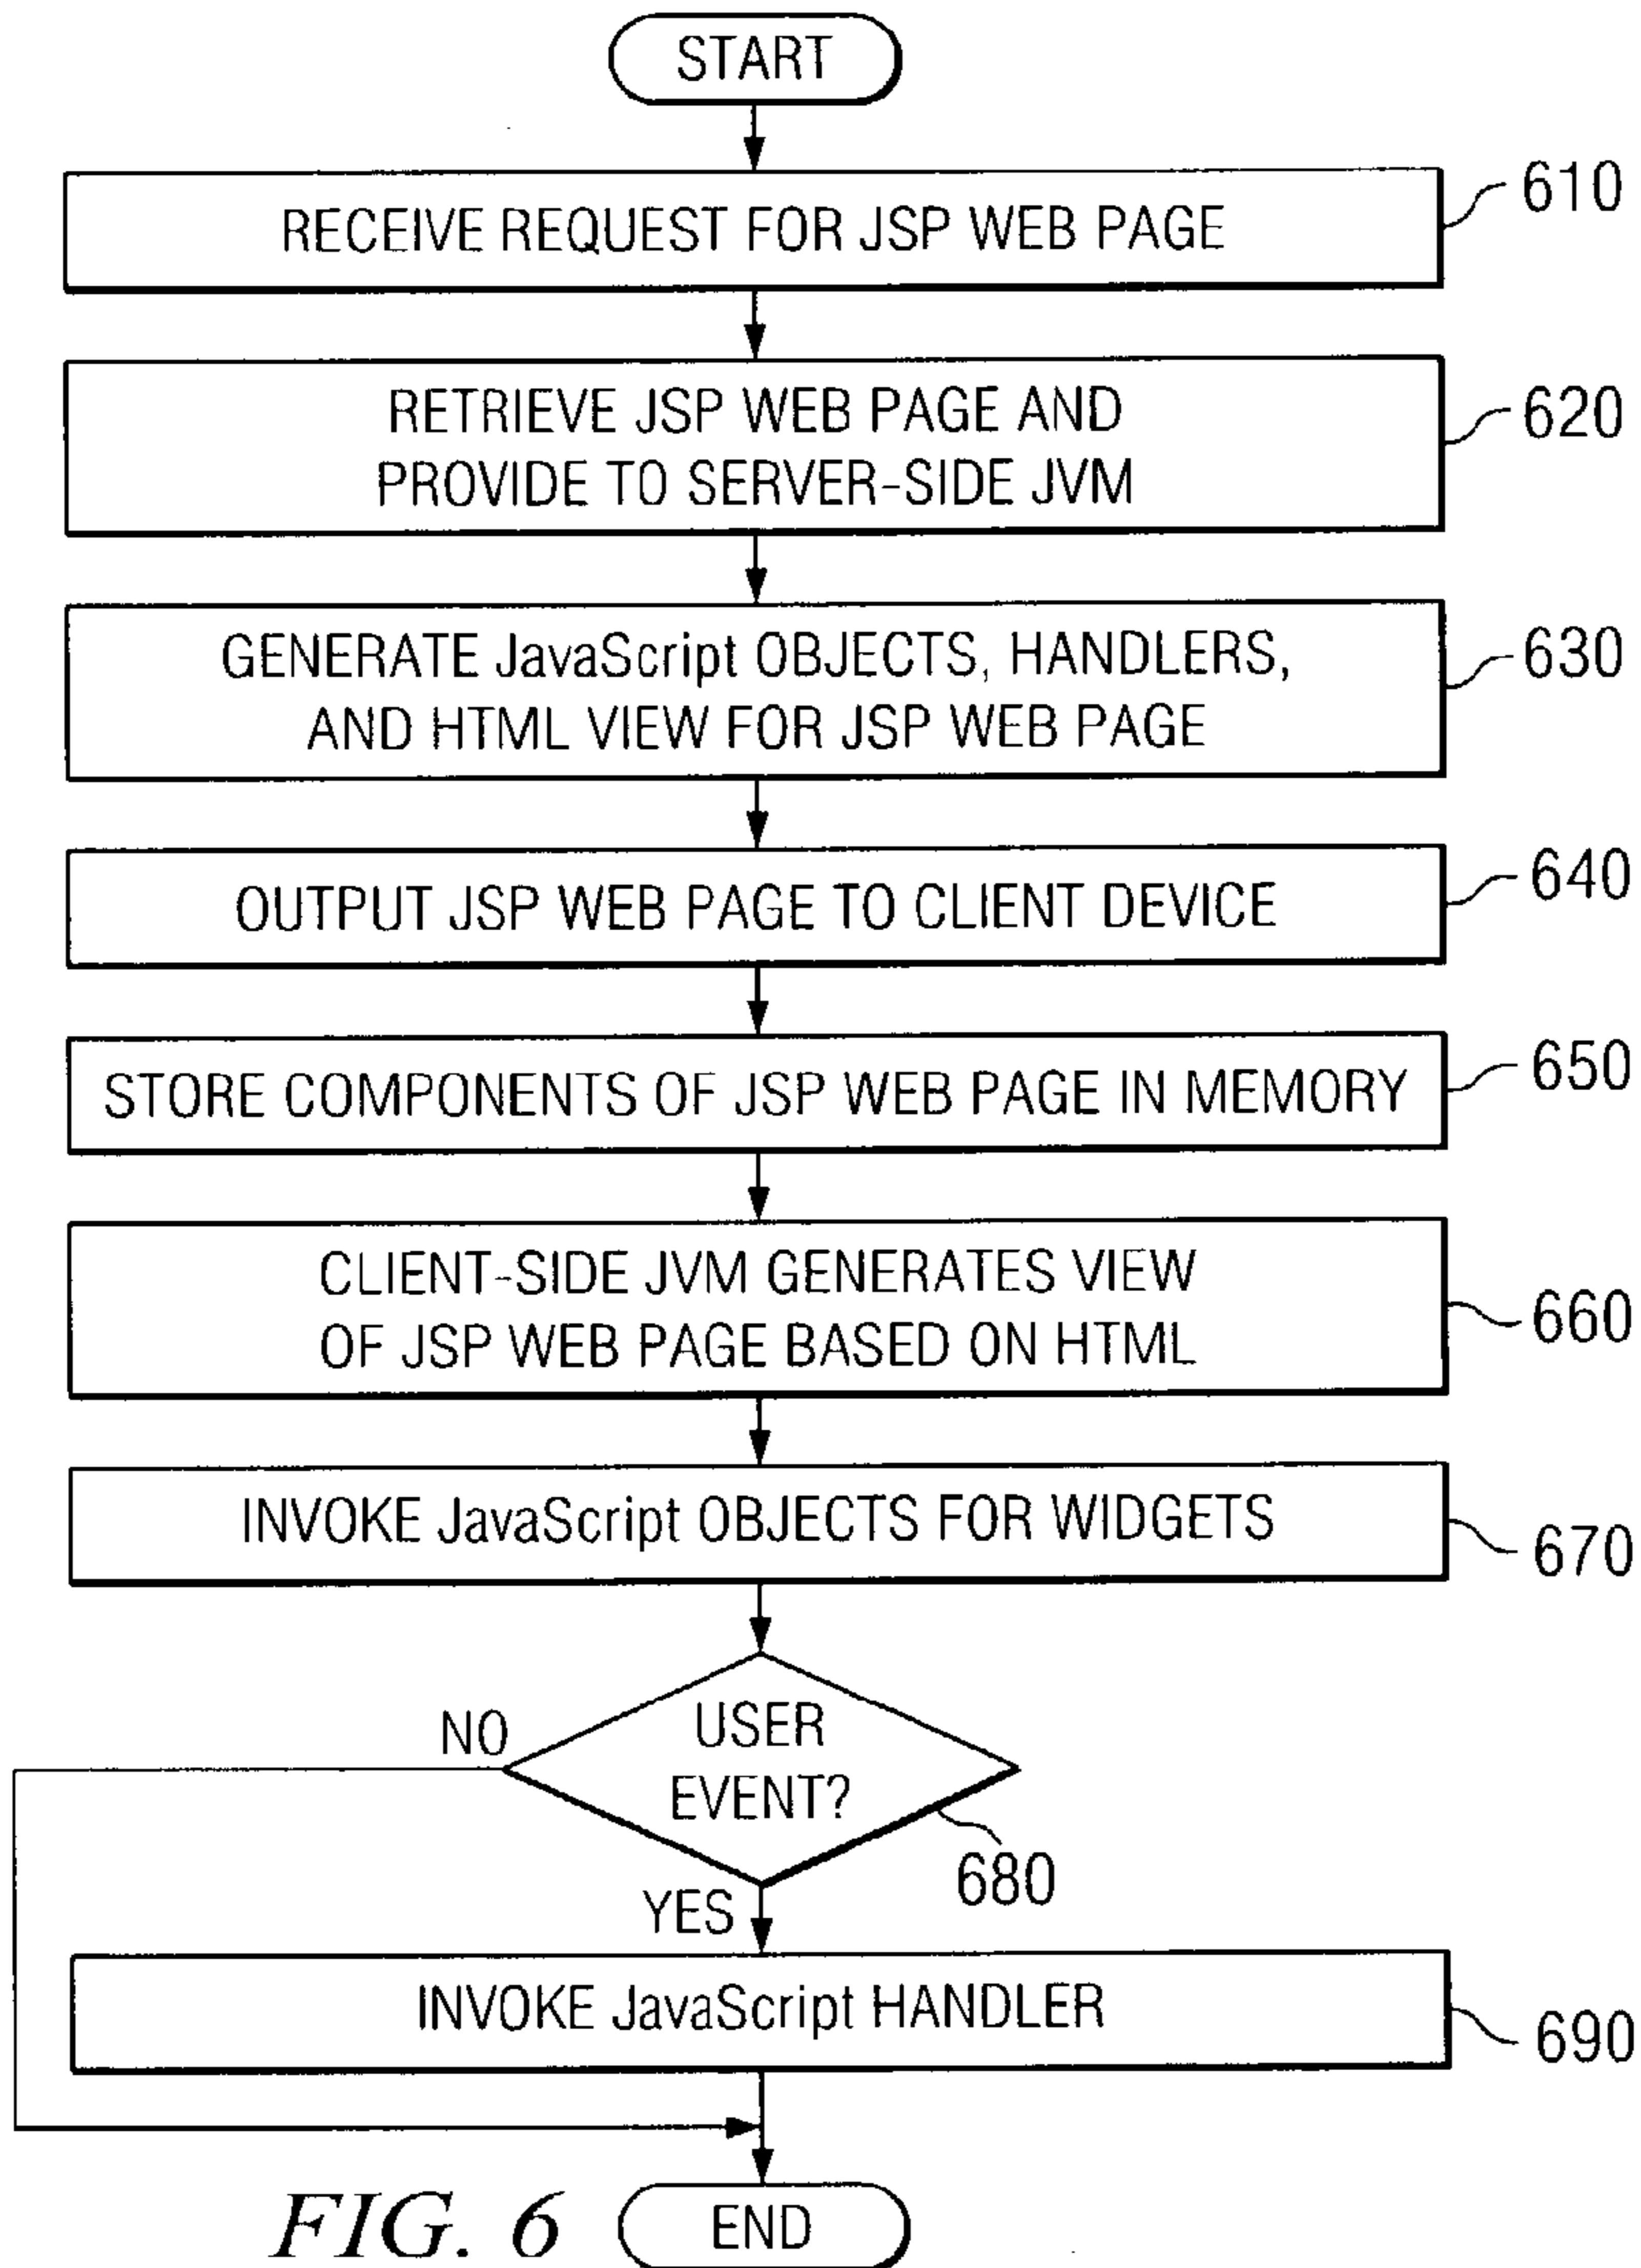 START
RECEIVE REQUEST FOR JSP WEB PAGE
610
RETRIEVE JSP WEB PAGE AND
PROVIDE TO SERVER-SIDE JVM
620
GENERATE JavaScript OBJECTS, HANDLERS,
AND HTML VIEW FOR JSP WEB PAGE
630
OUTPUT JSP WEB PAGE TO CLIENT DEVICE
640
STORE COMPONENTS OF JSP WEB PAGE IN MEMORY
650
CLIENT-SIDE JVM GENERATES VIEW
OF JSP WEB PAGE BASED ON HTML
660
INVOKE JavaScript OBJECTS FOR WIDGETS
670
NO
USER
EVENT?
680
YES
INVOKE JavaScript HANDLER
690
FIG. 6
END